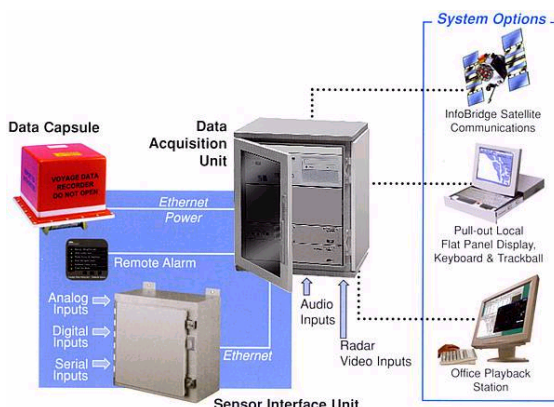 System Options
InfoBridge Satellite
Communications
Data Capsule
Data
Acquisition
Unit
VOYAGE DATA
RECORDER
DO NOT OPEN
Ethernet
Power
Pull-out Local
Flat Panel Display,
Keyboard & Trackball
Remote Alarm
Analog
Inputs
Digital
Inputs
Serial
Inputs
Ethernet
Audio
Inputs
Radar
Video Inputs
Office Playback
Station
Sensor Interface Unit